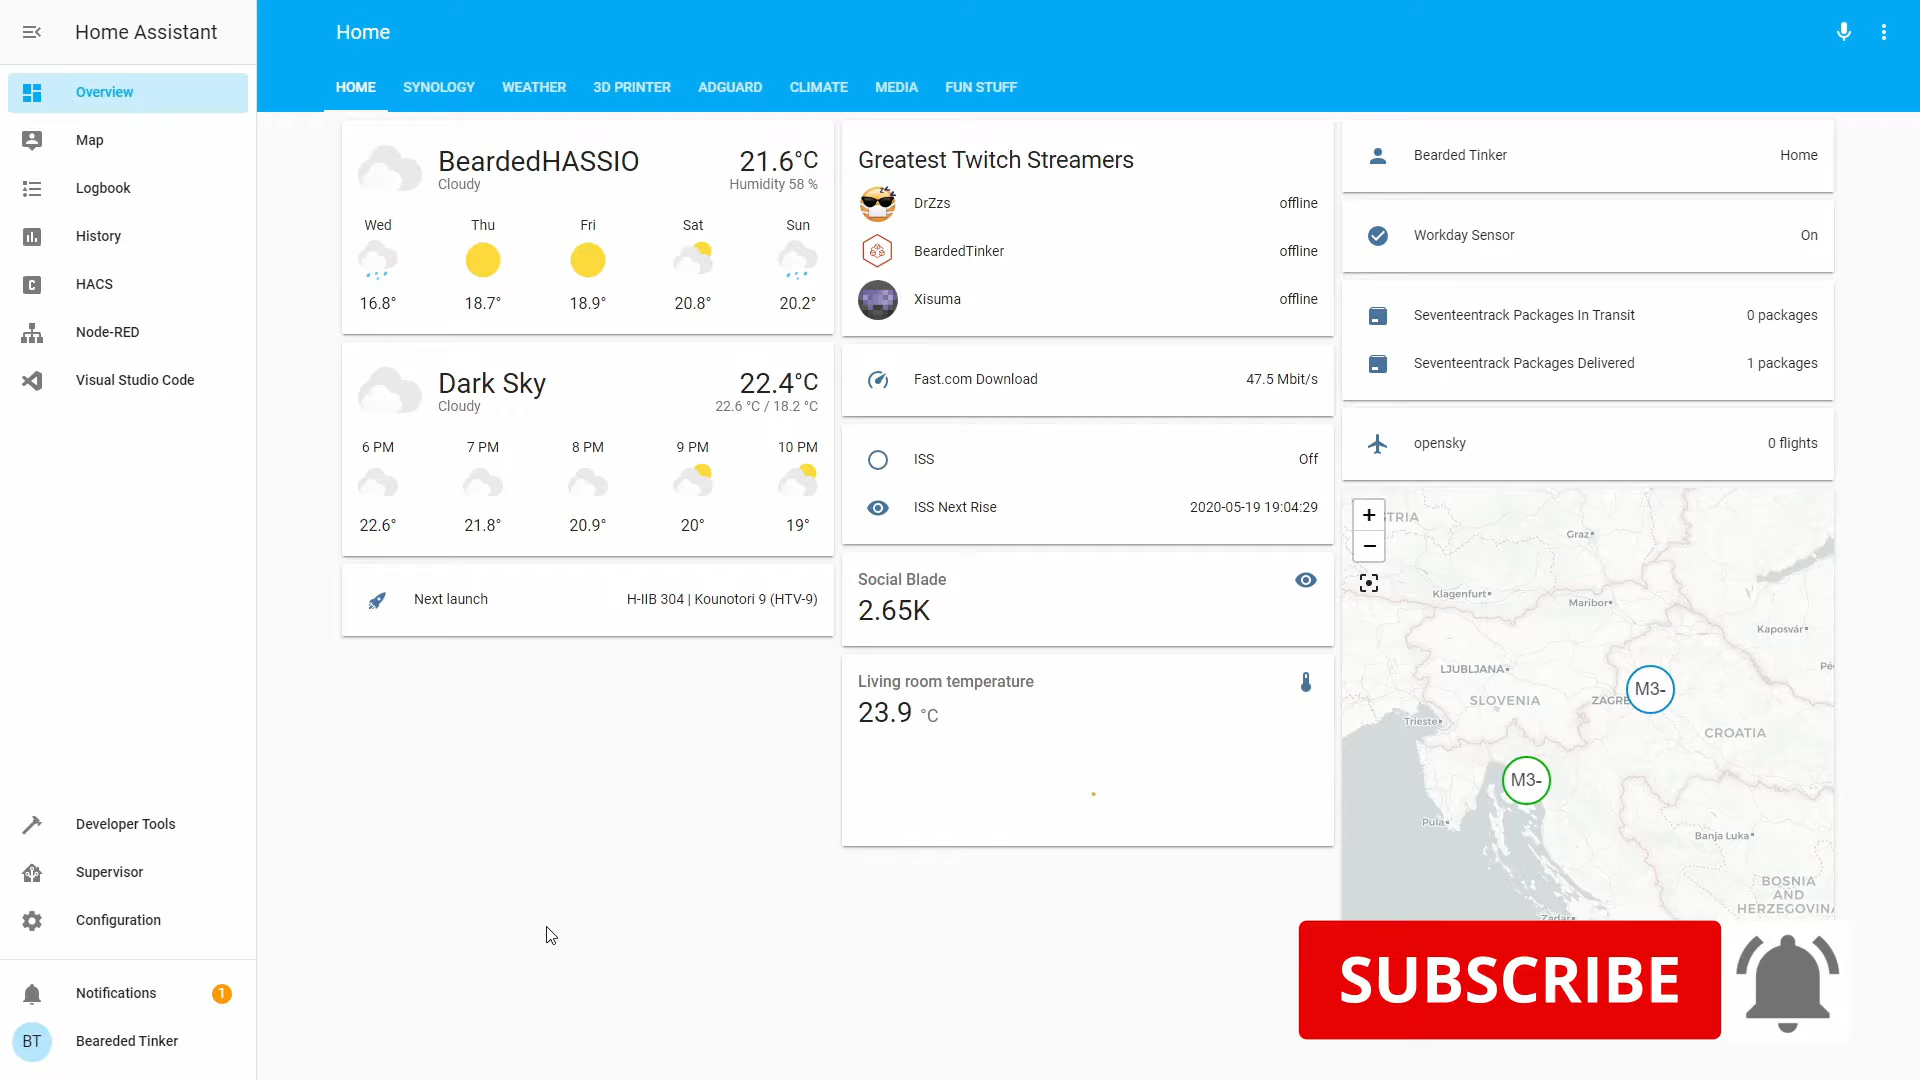 Home Assistant
Overview
Map
Logbook
History
HACS
Node-RED
Visual Studio Code
Developer Tools
Supervisor
Configuration
Notifications 1
BT Beareded Tinker
Home
HOME SYNOLOGY WEATHER 3D PRINTER ADGUARD CLIMATE MEDIA FUN STUFF
BeardedHASSIO 21.6°C
Cloudy Humidity 58 %
Wed Thu Fri Sat Sun
16.8° 18.7° 18.9° 20.8° 20.2°
Dark Sky 22.4°C
Cloudy 22.6 °C / 18.2 °C
6 PM 7 PM 8 PM 9 PM 10 PM
22.6° 21.8° 20.9° 20° 19°
Next launch H-IIB 304 | Kounotori 9 (HTV-9)
Greatest Twitch Streamers
DrZzs offline
BeardedTinker offline
Xisuma offline
Fast.com Download 47.5 Mbit/s
ISS Off
ISS Next Rise 2020-05-19 19:04:29
Social Blade
2.65K
Living room temperature
23.9 °C
Bearded Tinker Home
Workday Sensor On
Seventeentrack Packages In Transit 0 packages
Seventeentrack Packages Delivered 1 packages
opensky 0 flights
+
−
TRIA
Graz
Klagenfurt
Maribor
Kaposvár
LJUBLJANA
Pé
SLOVENIA
ZAGRE
M3-
Trieste
CROATIA
M3-
Pula
Banja Luka
BOSNIA
AND
HERZEGOVINA
Zadar
SUBSCRIBE